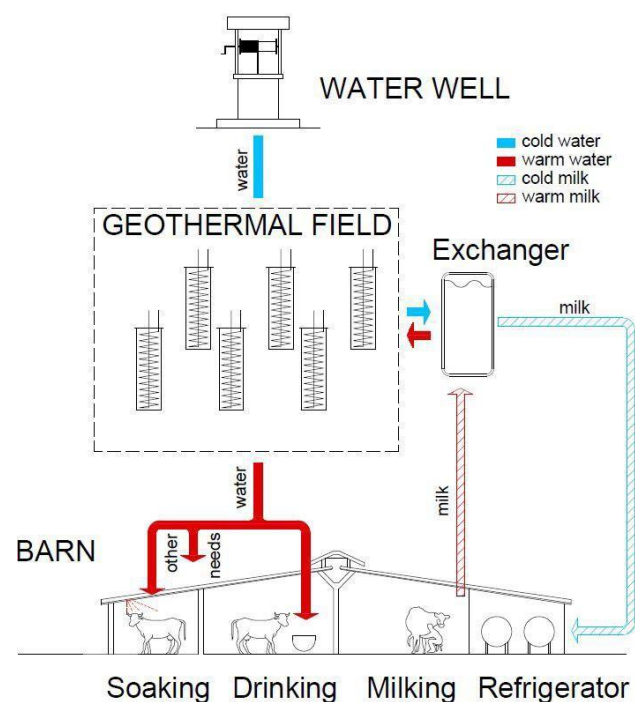 WATER WELL
cold water
warm water
cold milk
warm milk
water
GEOTHERMAL FIELD
Exchanger
milk
water
milk
other
needs
BARN
Soaking
Drinking
Milking
Refrigerator